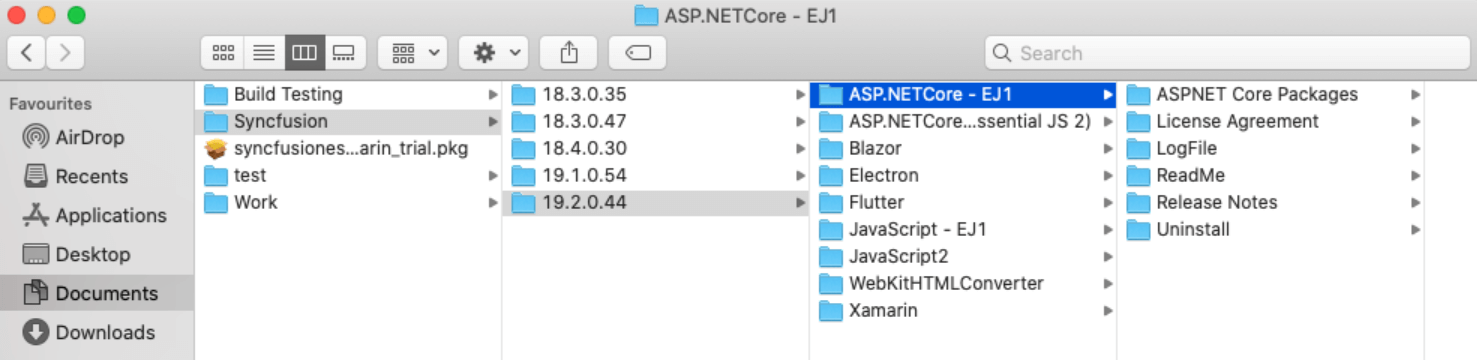 ASP.NETCore - EJ1
Search
Favourites
AirDrop
Recents
Applications
Desktop
Documents
Downloads
Build Testing
Syncfusion
syncfusiones...arin_trial.pkg
test
Work
18.3.0.35
18.3.0.47
18.4.0.30
19.1.0.54
19.2.0.44
ASP.NETCore - EJ1
ASP.NETCore...ssential JS 2)
Blazor
Electron
Flutter
JavaScript - EJ1
JavaScript2
WebKitHTMLConverter
Xamarin
ASPNET Core Packages
License Agreement
LogFile
ReadMe
Release Notes
Uninstall